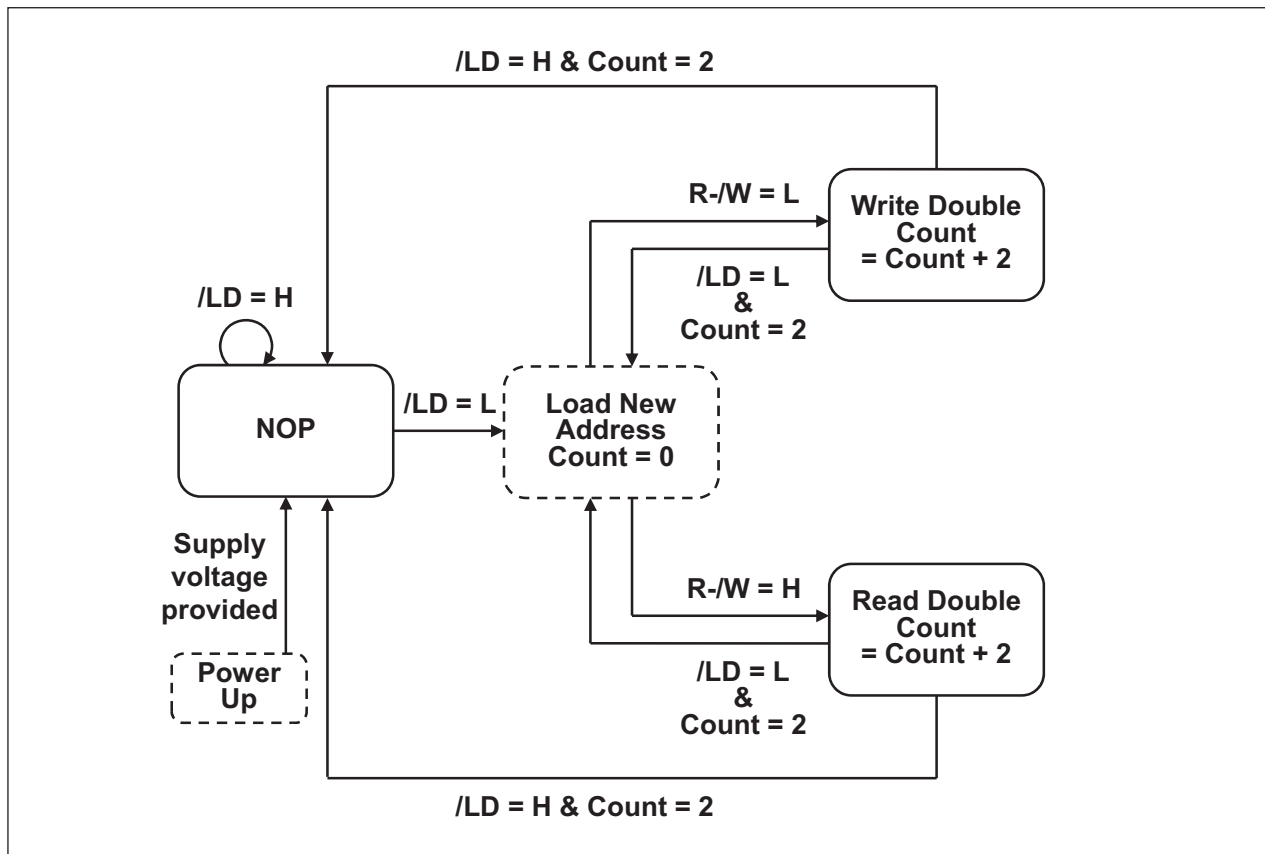 /LD = H & Count = 2
R-/W = L
Write Double
Count
= Count + 2
/LD = L
&
Count = 2
/LD = H
NOP
/LD = L
Load New
Address
Count = 0
Supply
voltage
provided
Power
Up
R-/W = H
Read Double
Count
= Count + 2
/LD = L
&
Count = 2
/LD = H & Count = 2